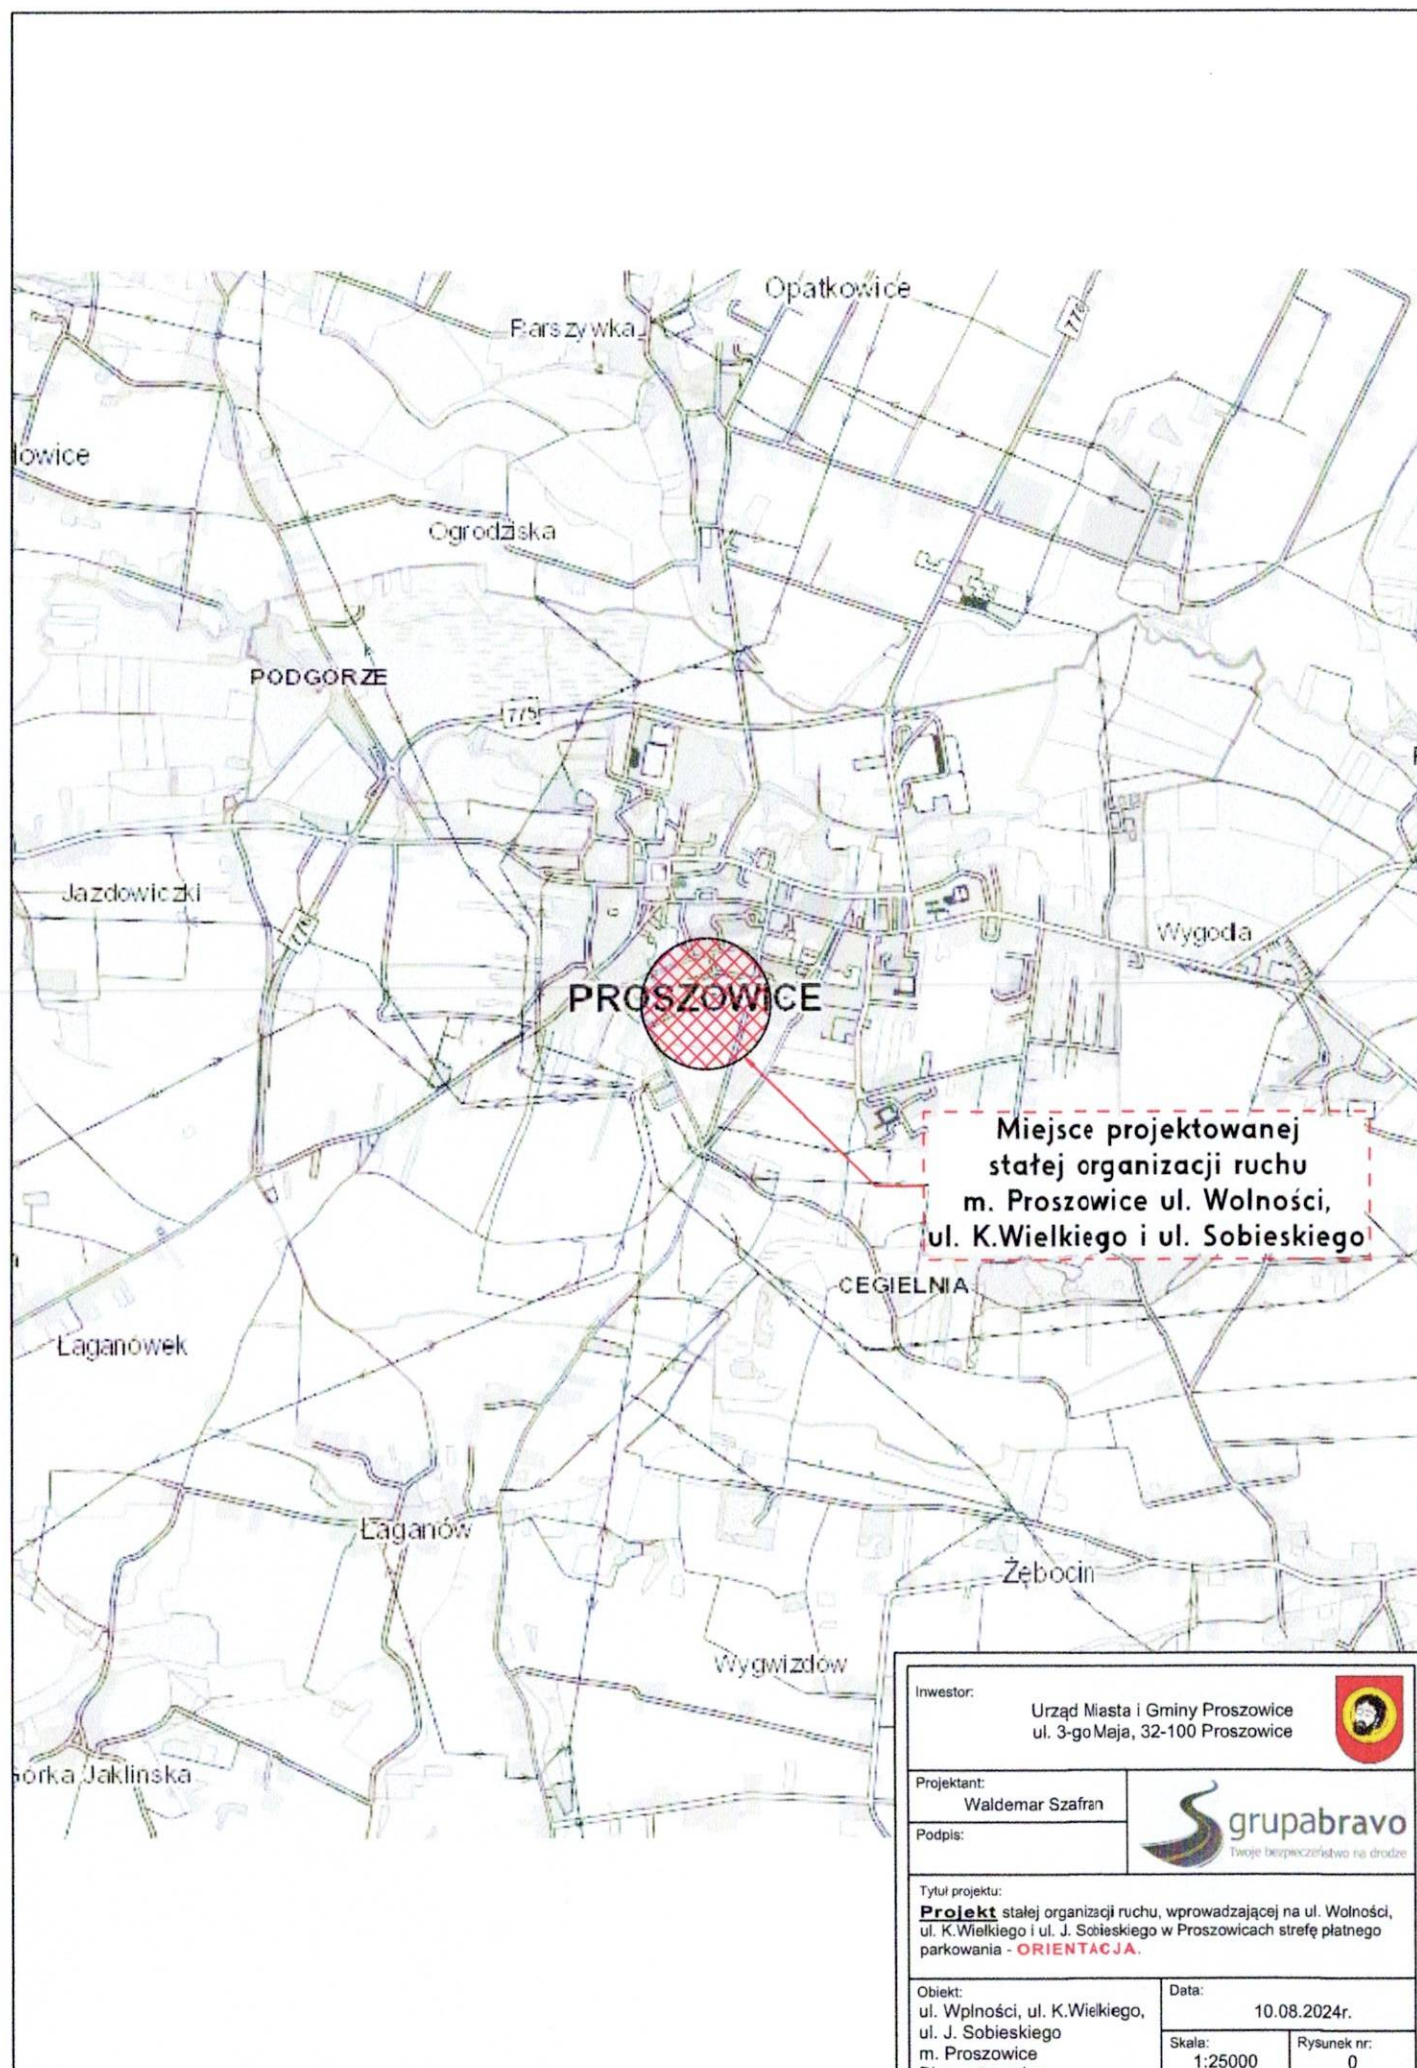 Opatkowice
Parszywka
776
lowice
Ogrodziska
PODGORZE
775
Jazdowiczki
776
Wygoda
PROSZOWICE
Miejsce projektowanej
stałej organizacji ruchu
m. Proszowice ul. Wolności,
ul. K.Wielkiego i ul. Sobieskiego
CEGIELNIA
Łaganówek
Łaganów
Żębocin
Wygwizdów
Górka Jaklińska
Inwestor:
Urząd Miasta i Gminy Proszowice
ul. 3-go Maja, 32-100 Proszowice
Projektant:
Waldemar Szafran
Podpis:
grupabravo
Twoje bezpieczeństwo na drodze
Tytuł projektu:
Projekt stałej organizacji ruchu, wprowadzającej na ul. Wolności,
ul. K.Wielkiego i ul. J. Sobieskiego w Proszowicach strefę płatnego
parkowania - ORIENTACJA.
Obiekt:
ul. Wplności, ul. K.Wielkiego,
ul. J. Sobieskiego
m. Proszowice
Data:
10.08.2024r.
Skala:
1:25000
Rysunek nr:
0